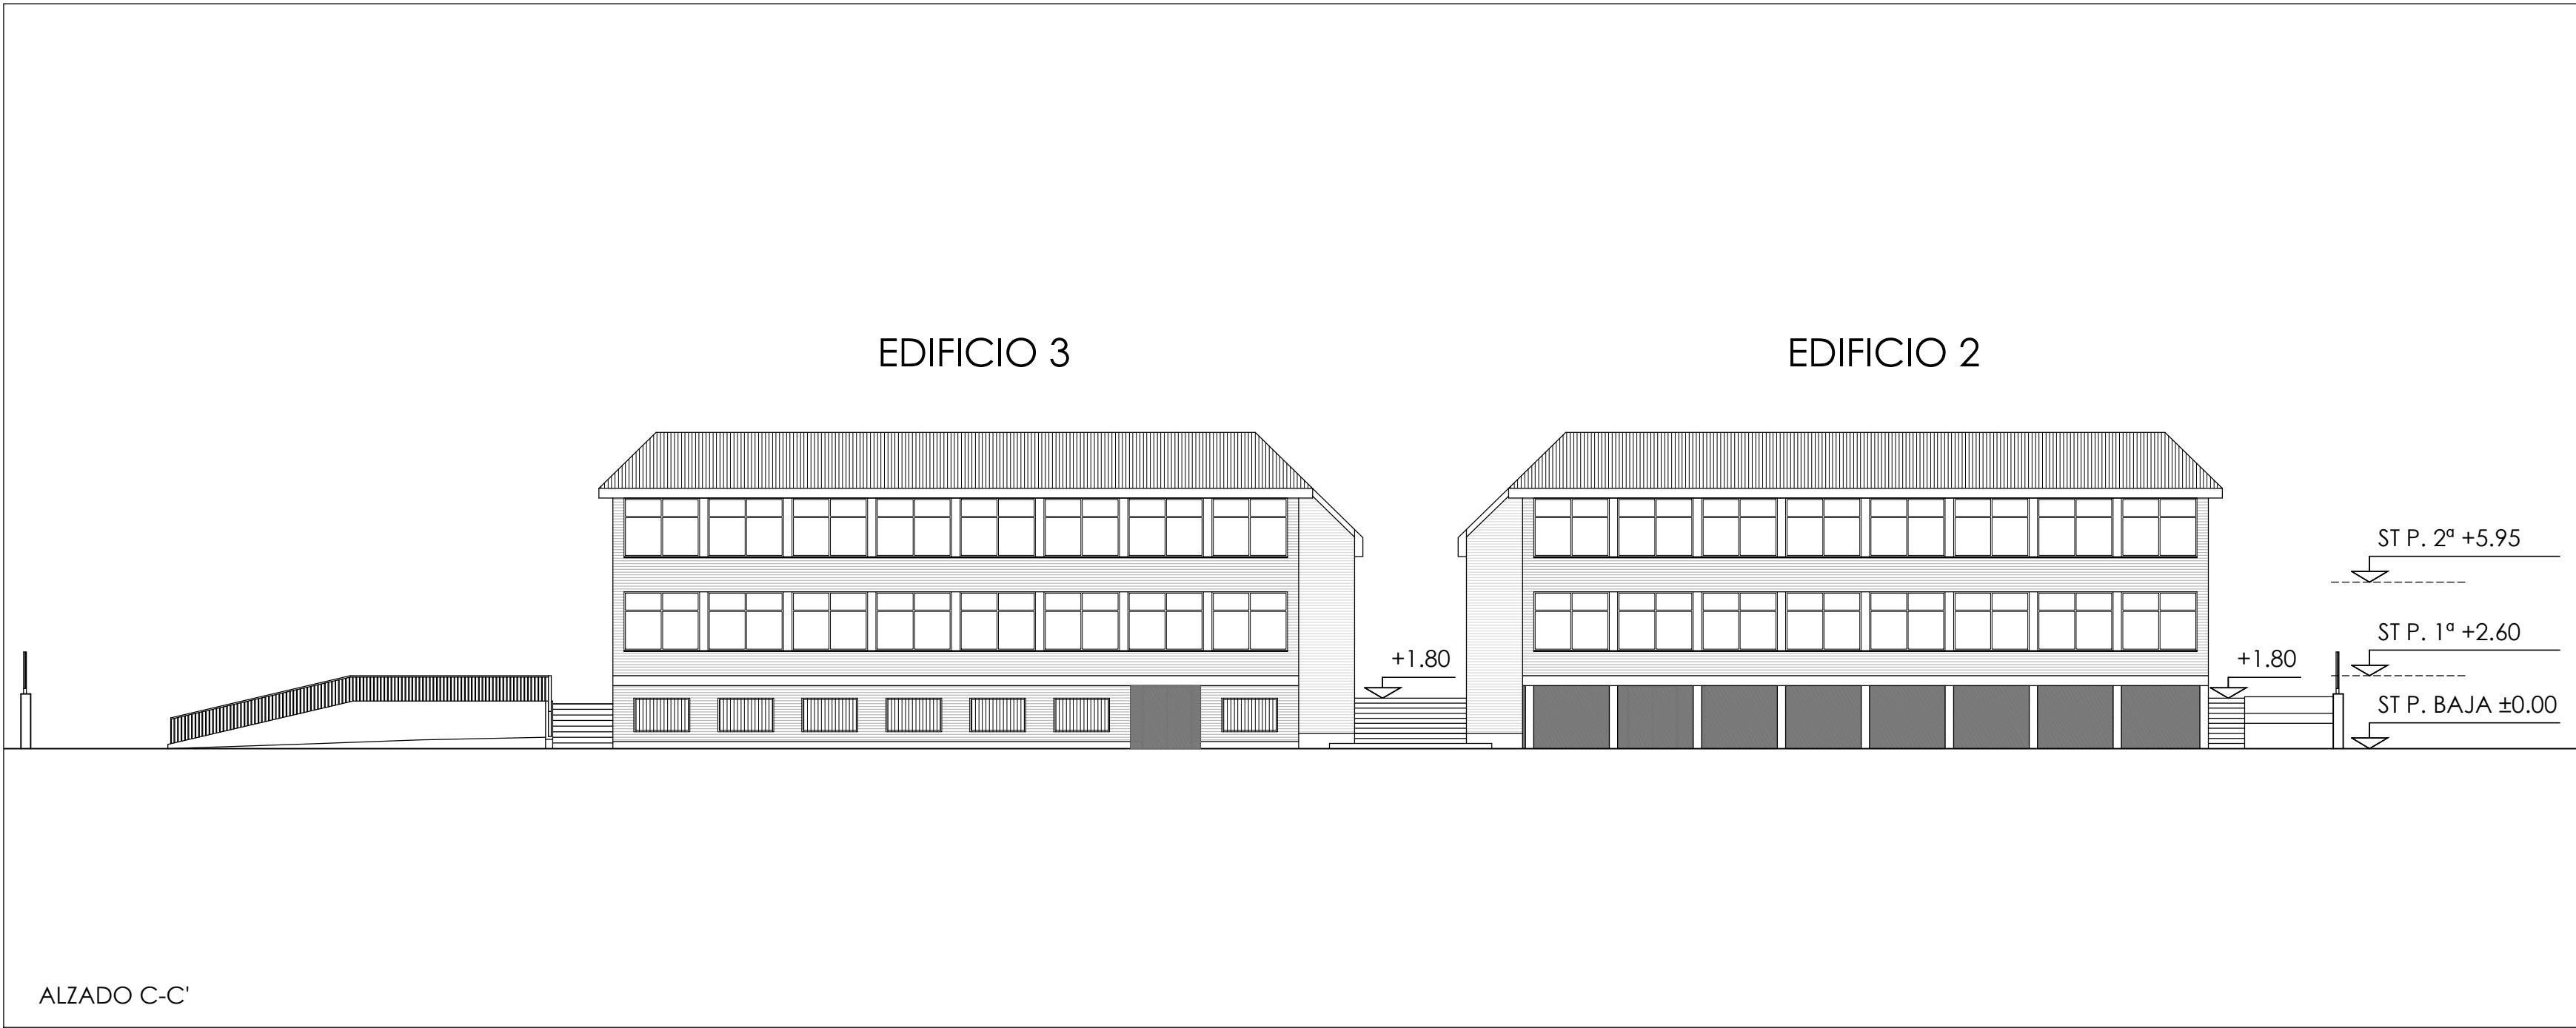 EDIFICIO 3
EDIFICIO 2
ST P. 2ª +5.95
ST P. 1ª +2.60
+1.80
+1.80
ST P. BAJA ±0.00
ALZADO C-C'